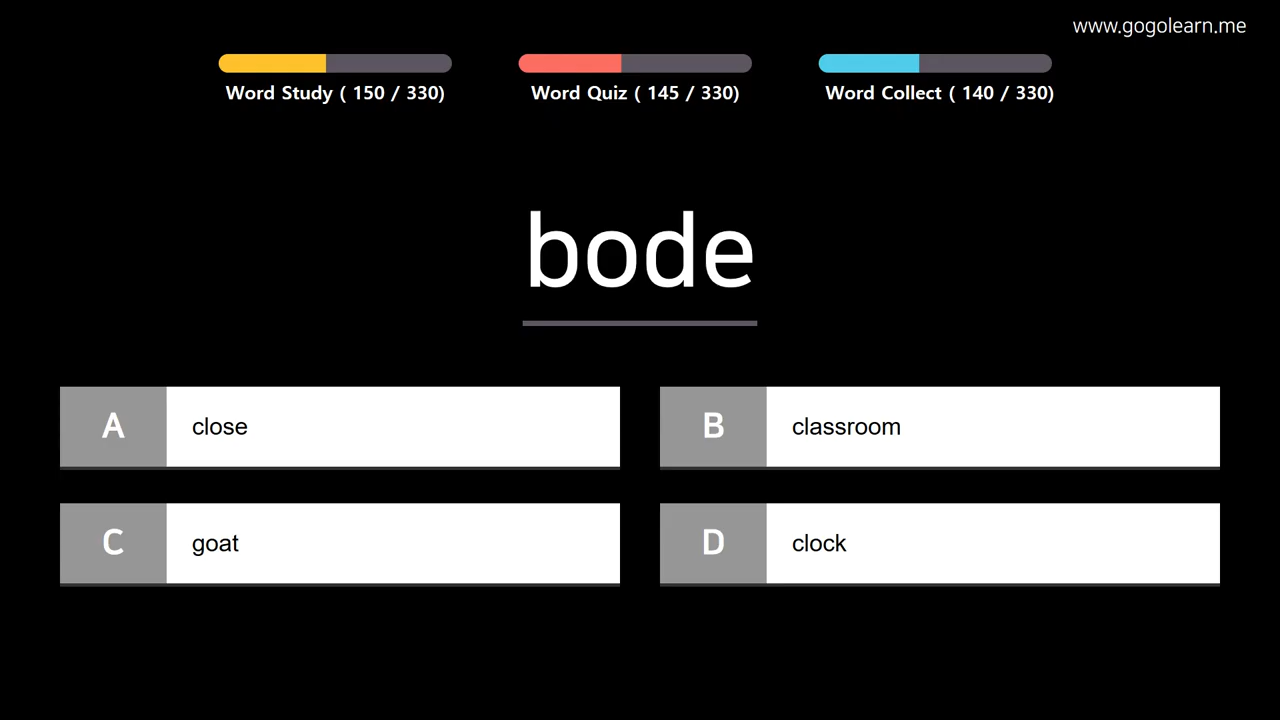 www.gogolearn.me
Word Study ( 150 / 330)
Word Quiz ( 145 / 330)
Word Collect ( 140 / 330)
bode
A close
B classroom
C goat
D clock